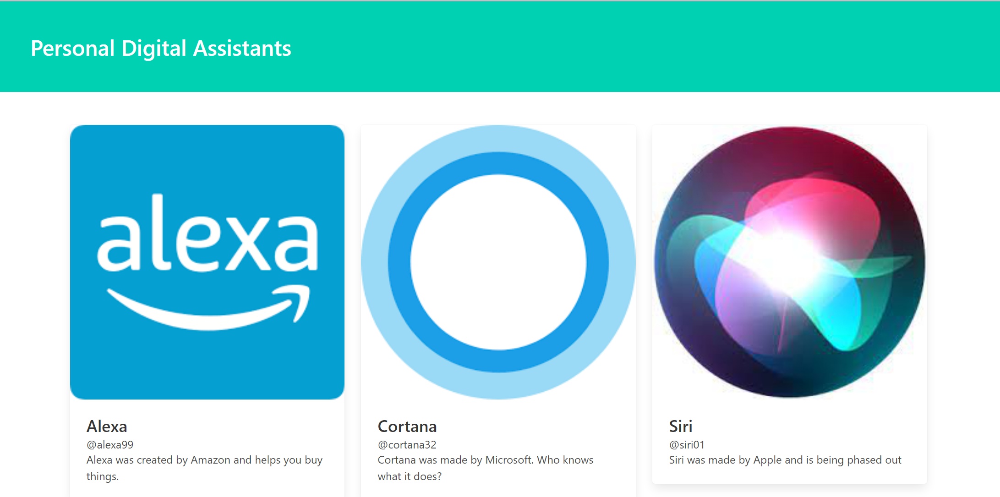 Personal Digital Assistants
alexa
Alexa
@alexa99
Alexa was created by Amazon and helps you buy
things.
Cortana
@cortana32
Cortana was made by Microsoft. Who knows
what it does?
Siri
@siri01
Siri was made by Apple and is being phased out